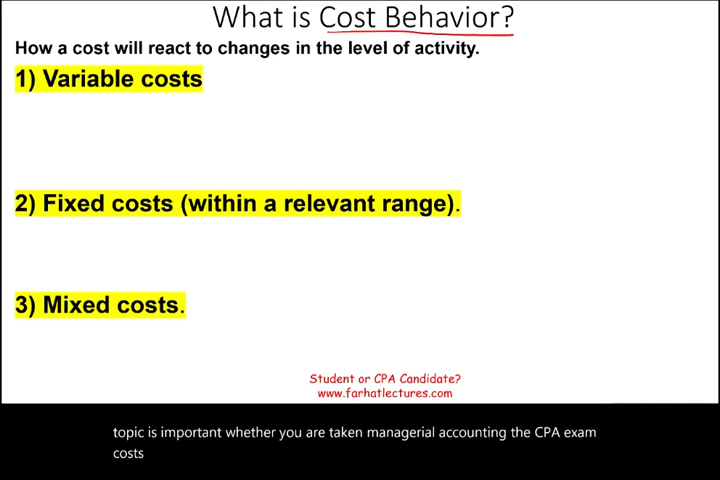 What is Cost Behavior?
How a cost will react to changes in the level of activity.
1) Variable costs
2) Fixed costs (within a relevant range).
3) Mixed costs.
Student or CPA Candidate?
www.farhatlectures.com
topic is important whether you are taken managerial accounting the CPA exam
costs